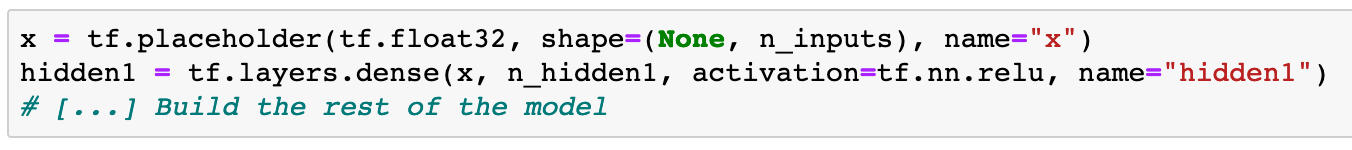 x = tf.placeholder(tf.float32, shape=(None, n_inputs), name="x")
hidden1 = tf.layers.dense(x, n_hidden1, activation=tf.nn.relu, name="hidden1")
# [...] Build the rest of the model